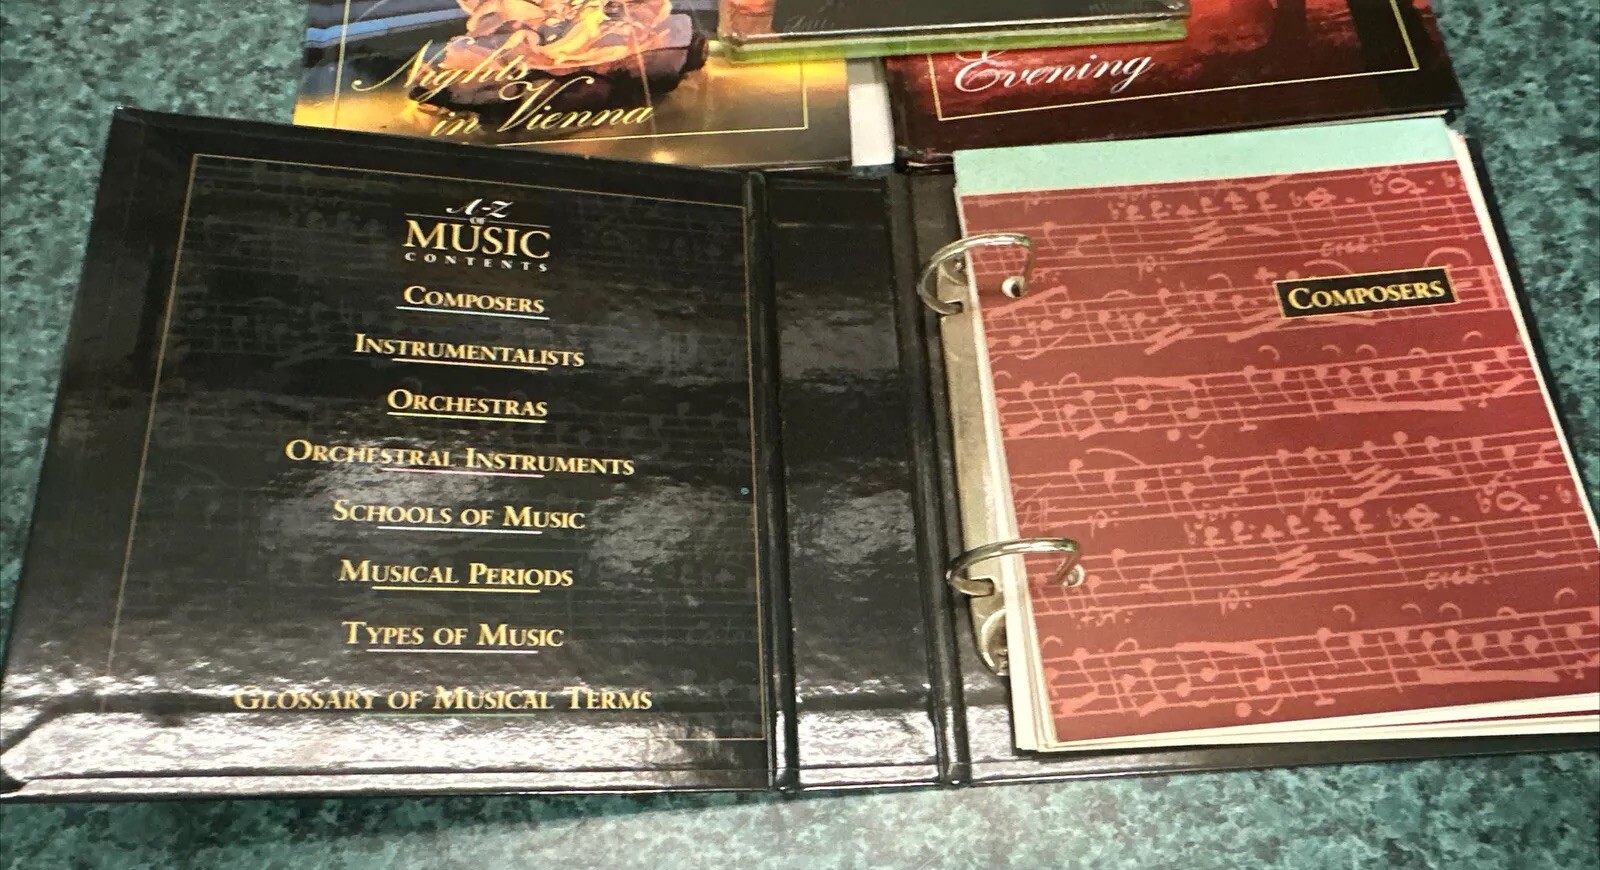 Nights
in Vienna
Evening
A-Z
OF
MUSIC
CONTENTS
COMPOSERS
INSTRUMENTALISTS
ORCHESTRAS
ORCHESTRAL INSTRUMENTS
SCHOOLS OF MUSIC
MUSICAL PERIODS
TYPES OF MUSIC
GLOSSARY OF MUSICAL TERMS
COMPOSERS